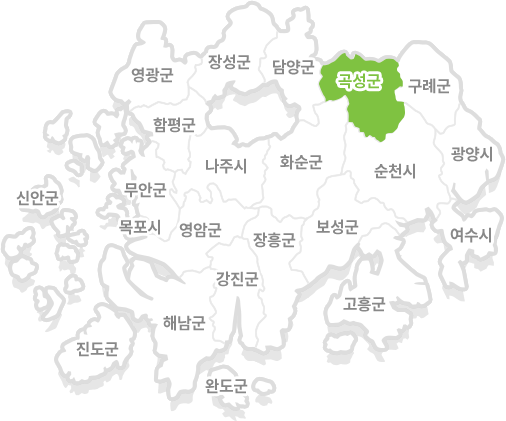 장성군
담양군
영광군
곡성군
구례군
함평군
광양시
나주시
화순군
순천시
신안군
무안군
목포시
영암군
장흥군
보성군
여수시
강진군
고흥군
해남군
진도군
완도군